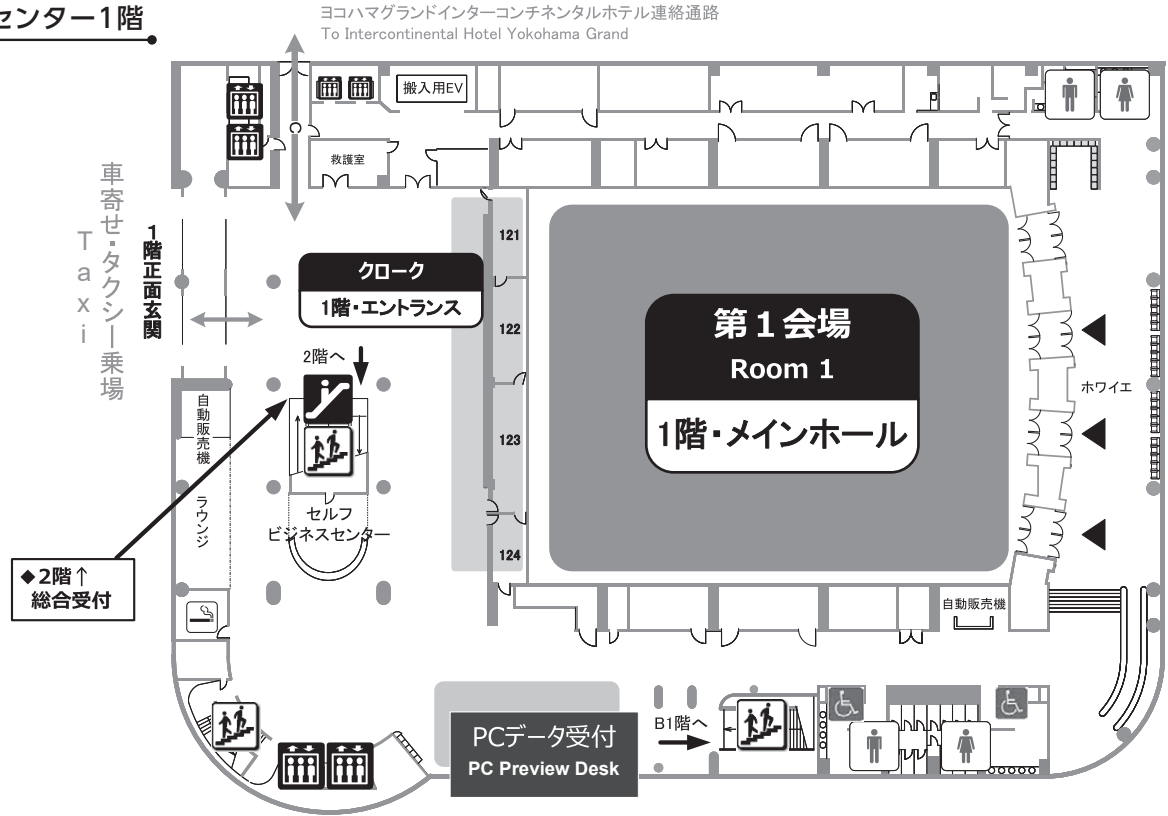 センター1階
ヨコハマグランドインターコンチネンタルホテル連絡通路
To Intercontinental Hotel Yokohama Grand
搬入用EV
救護室
車寄せ・タクシー乗場
Taxi
1階正面玄関
クローク
1階・エントランス
121
122
123
124
第1会場
Room 1
1階・メインホール
ホワイエ
2階へ
自動販売機
ラウンジ
セルフ
ビジネスセンター
◆2階↑
総合受付
自動販売機
B1階へ
PCデータ受付
PC Preview Desk